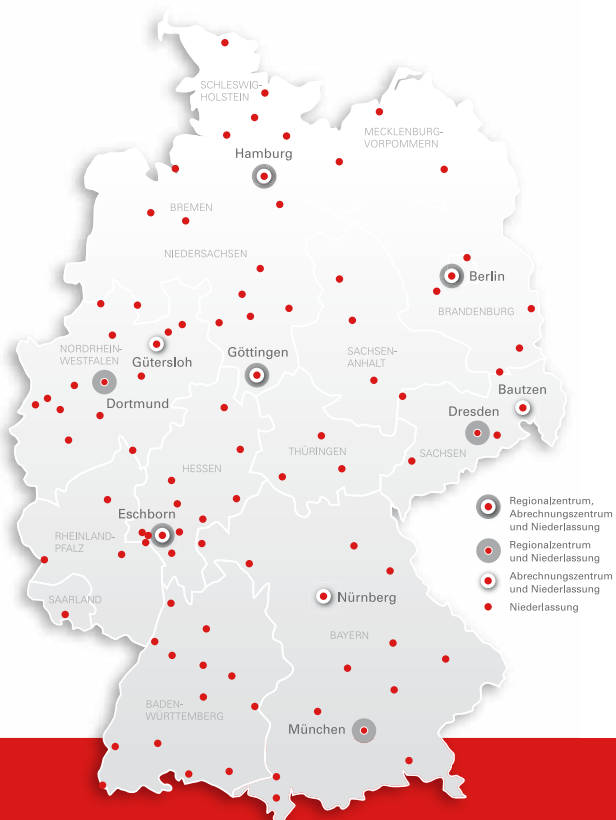 SCHLESWIG-
HOLSTEIN
MECKLENBURG-
VORPOMMERN
Hamburg
BREMEN
NIEDERSACHSEN
Berlin
BRANDENBURG
NORDRHEIN-
WESTFALEN
Gütersloh
Göttingen
SACHSEN-
ANHALT
Bautzen
Dortmund
Dresden
THÜRINGEN
SACHSEN
HESSEN
Eschborn
RHEINLAND-
PFALZ
Regionalzentrum,
Abrechnungszentrum
und Niederlassung
Regionalzentrum
und Niederlassung
Abrechnungszentrum
und Niederlassung
Niederlassung
SAARLAND
Nürnberg
BAYERN
BADEN-
WÜRTTEMBERG
München